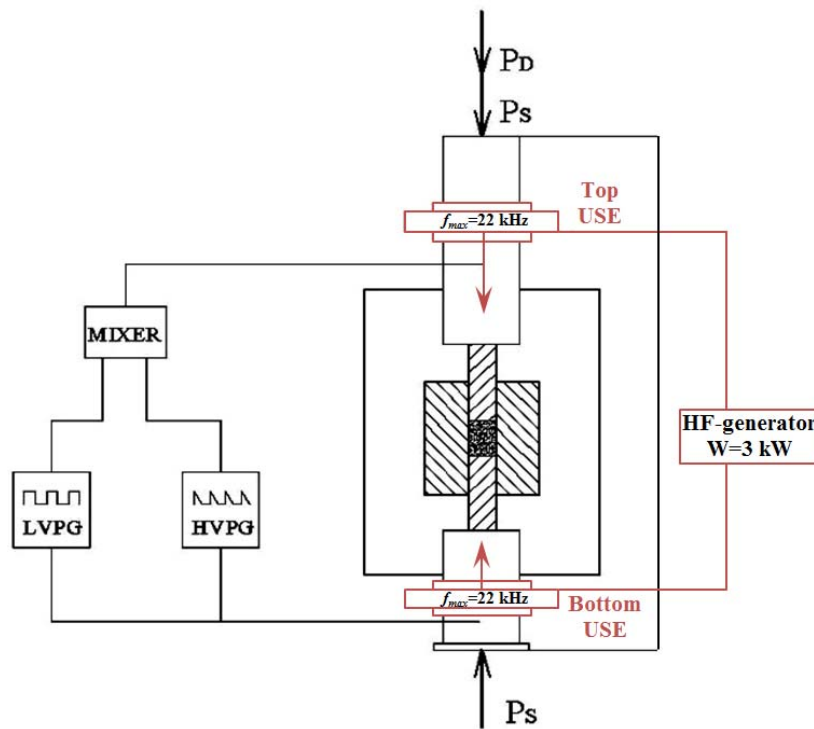 PD
Ps
Top
USE
fmax=22 kHz
MIXER
HF-generator
W=3 kW
LVPG
HVPG
fmax=22 kHz
Bottom
USE
Ps